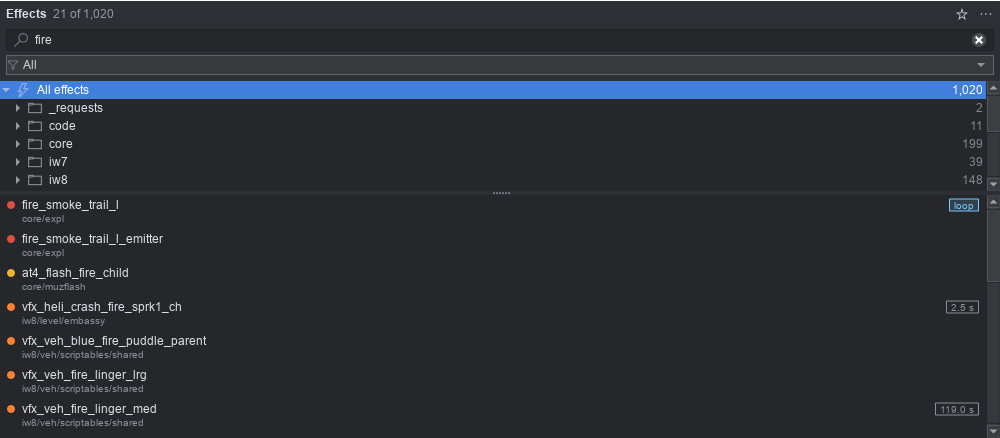 Effects 21 of 1,020
fire
All
All effects 1,020
_requests 2
code 11
core 199
iw7 39
iw8 148
fire_smoke_trail_l loop
core/expl
fire_smoke_trail_l_emitter
core/expl
at4_flash_fire_child
core/muzflash
vfx_heli_crash_fire_sprk1_ch 2.5 s
iw8/level/embassy
vfx_veh_blue_fire_puddle_parent
iw8/veh/scriptables/shared
vfx_veh_fire_linger_lrg
iw8/veh/scriptables/shared
vfx_veh_fire_linger_med 119.0 s
iw8/veh/scriptables/shared